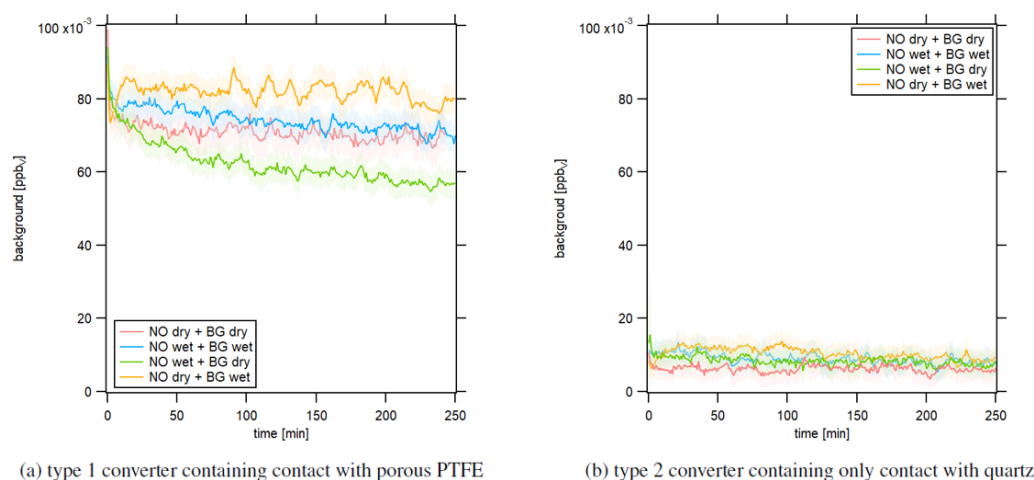 100 x10⁻³
80
60
40
20
0
background [ppbᵥ]
0
50
100
150
200
250
time [min]
NO dry + BG dry
NO wet + BG wet
NO wet + BG dry
NO dry + BG wet
(a) type 1 converter containing contact with porous PTFE
100 x10⁻³
80
60
40
20
0
backgroud [ppbᵥ]
0
50
100
150
200
250
time [min]
NO dry + BG dry
NO wet + BG wet
NO wet + BG dry
NO dry + BG wet
(b) type 2 converter containing only contact with quartz